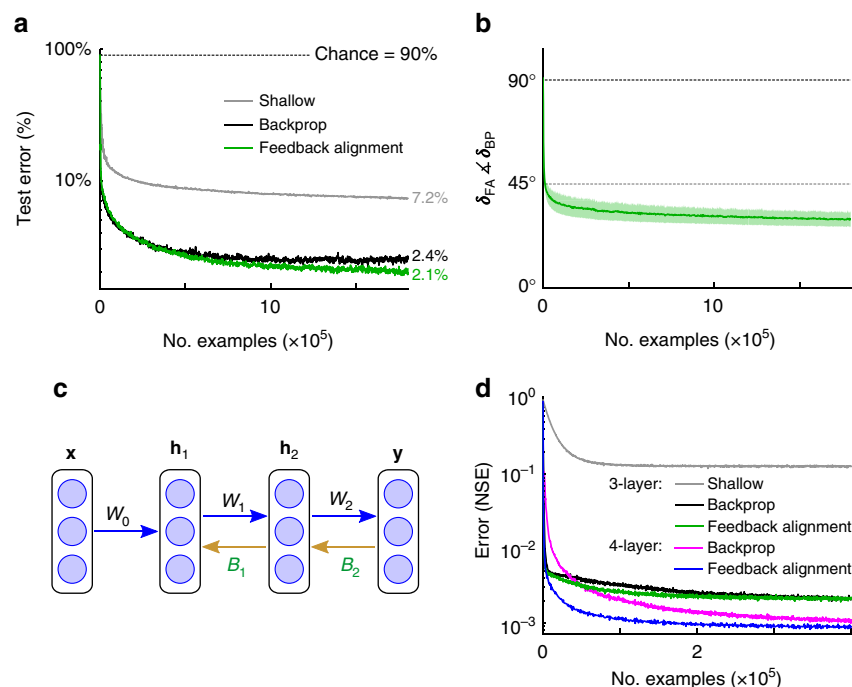 a
100%
10%
Test error (%)
Chance = 90%
Shallow
Backprop
Feedback alignment
7.2%
2.4%
2.1%
0
10
No. examples (×10⁵)
b
90°
45°
0°
δFA ∡ δBP
0
10
No. examples (×10⁵)
c
x
h₁
h₂
y
W₀
W₁
W₂
B₁
B₂
d
10⁰
10⁻¹
10⁻²
10⁻³
Error (NSE)
3-layer: Shallow
Backprop
Feedback alignment
4-layer: Backprop
Feedback alignment
0
2
No. examples (×10⁵)